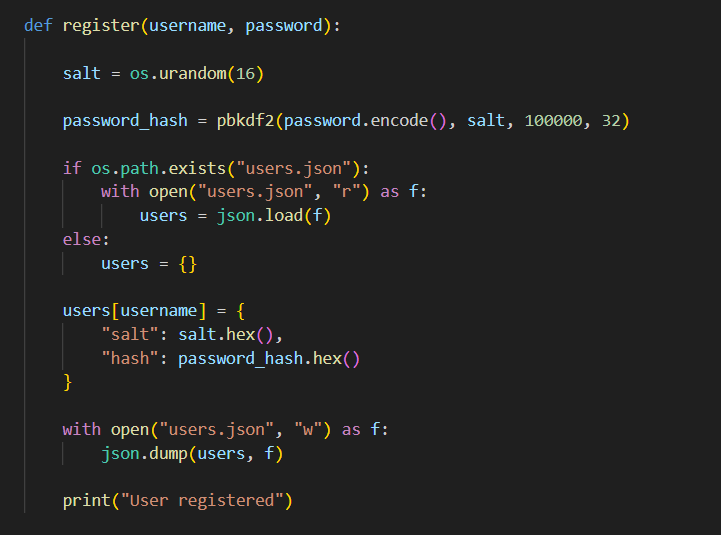 def register(username, password):
salt = os.urandom(16)
password_hash = pbkdf2(password.encode(), salt, 100000, 32)
if os.path.exists("users.json"):
with open("users.json", "r") as f:
users = json.load(f)
else:
users = {}
users[username] = {
"salt": salt.hex(),
"hash": password_hash.hex()
}
with open("users.json", "w") as f:
json.dump(users, f)
print("User registered")